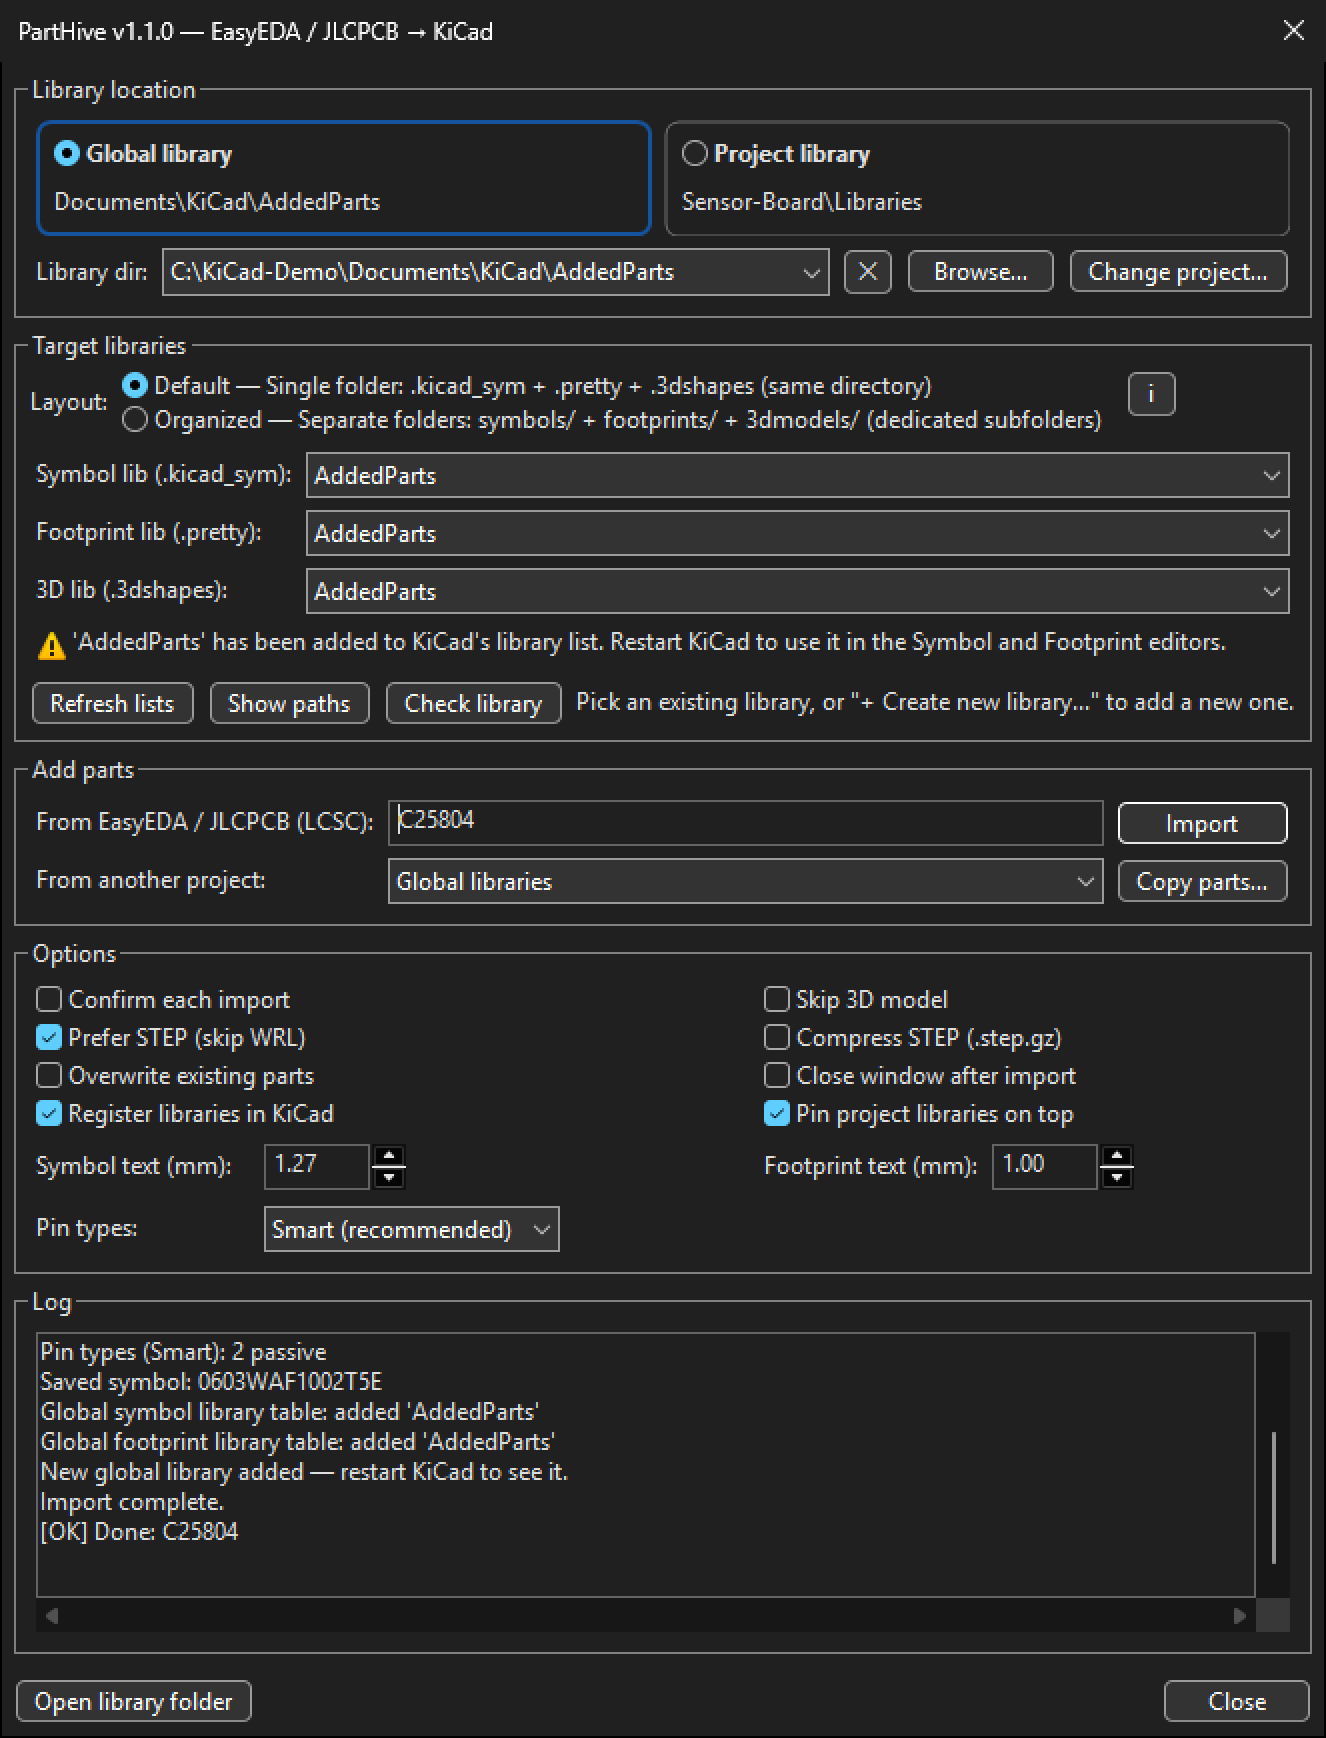 PartHive v1.1.0 — EasyEDA / JLCPCB → KiCad
Library location
Global library
Documents\KiCad\AddedParts
Project library
Sensor-Board\Libraries
Library dir: C:\KiCad-Demo\Documents\KiCad\AddedParts Browse... Change project...
Target libraries
Layout:
Default — Single folder: .kicad_sym + .pretty + .3dshapes (same directory)
Organized — Separate folders: symbols/ + footprints/ + 3dmodels/ (dedicated subfolders)
i
Symbol lib (.kicad_sym): AddedParts
Footprint lib (.pretty): AddedParts
3D lib (.3dshapes): AddedParts
'AddedParts' has been added to KiCad's library list. Restart KiCad to use it in the Symbol and Footprint editors.
Refresh lists Show paths Check library Pick an existing library, or "+ Create new library..." to add a new one.
Add parts
From EasyEDA / JLCPCB (LCSC): C25804 Import
From another project: Global libraries Copy parts...
Options
Confirm each import Skip 3D model
Prefer STEP (skip WRL) Compress STEP (.step.gz)
Overwrite existing parts Close window after import
Register libraries in KiCad Pin project libraries on top
Symbol text (mm): 1.27 Footprint text (mm): 1.00
Pin types: Smart (recommended)
Log
Pin types (Smart): 2 passive
Saved symbol: 0603WAF1002T5E
Global symbol library table: added 'AddedParts'
Global footprint library table: added 'AddedParts'
New global library added — restart KiCad to see it.
Import complete.
[OK] Done: C25804
Open library folder Close